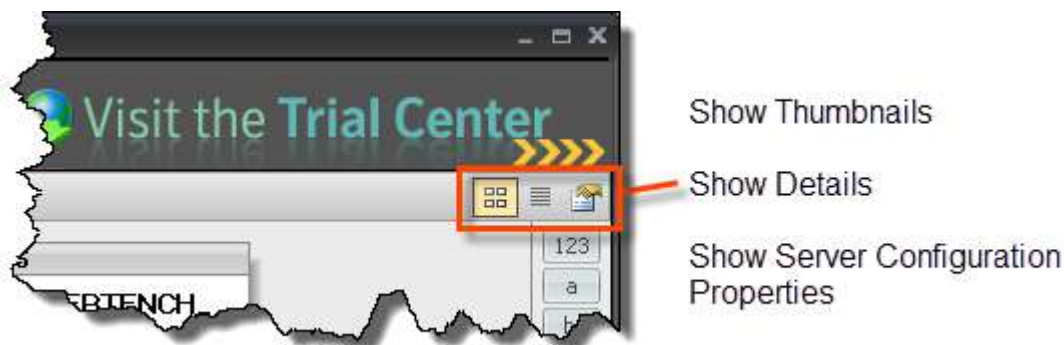 Visit the Trial Center
Show Thumbnails
Show Details
123
Show Server Configuration
Properties
a